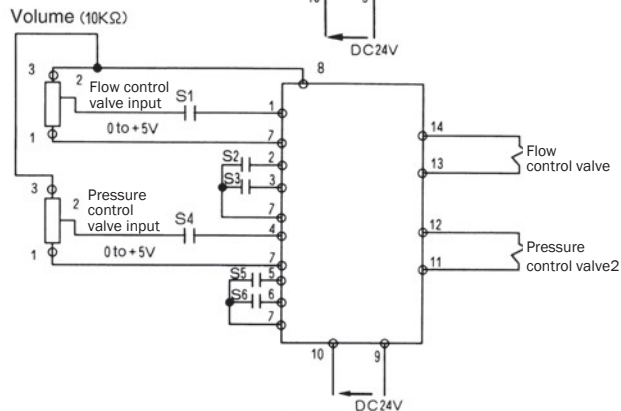 10 9
DC24V
Volume (10KΩ)
8
3
2 Flow control
valve input
S1
1
1
0 to +5V
7
14
Flow
control valve
13
S2
2
S3
3
7
3
2
Pressure
control
valve input
S4
4
1
0 to +5V
7
12
Pressure
control valve2
11
S5
5
S6
6
7
10
9
DC24V